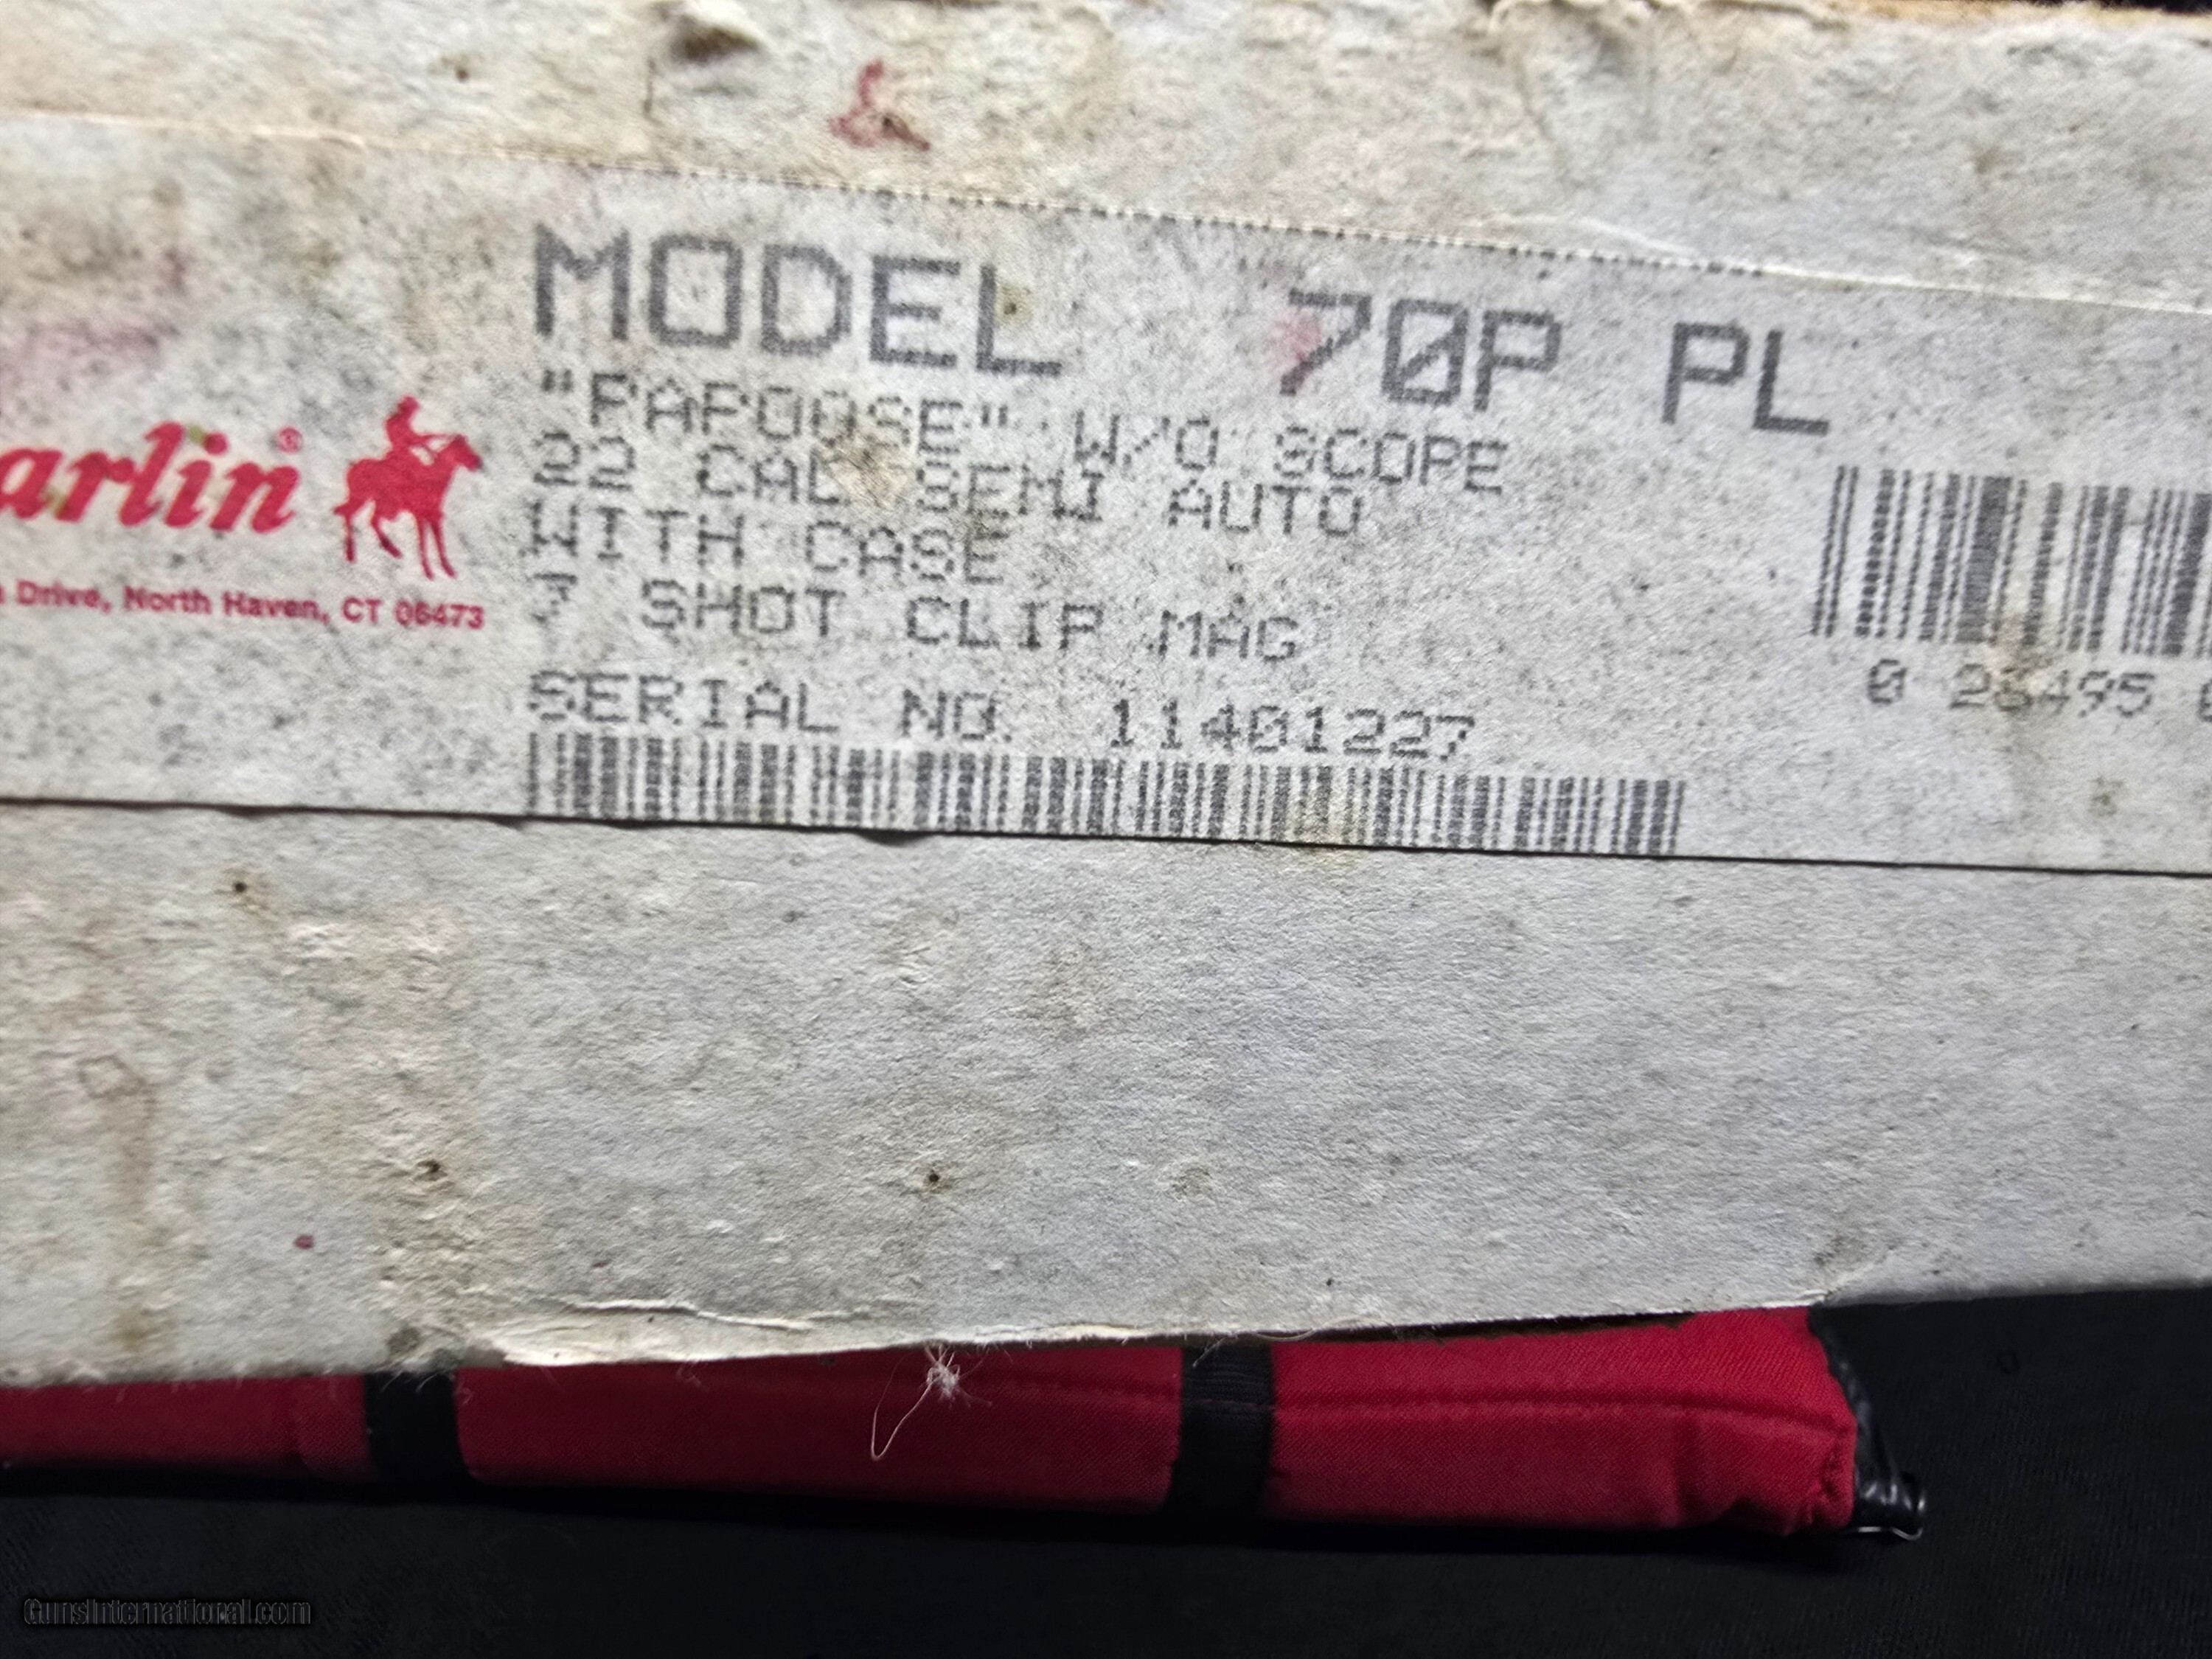 MODEL 70P PL
"PAPOOSE" W/O SCOPE
22 CAL SEMI AUTO
WITH CASE
7 SHOT CLIP MAG
SERIAL NO. 11401227
arlin®
Drive, North Haven, CT 06473
0 26495
GunsInternational.com